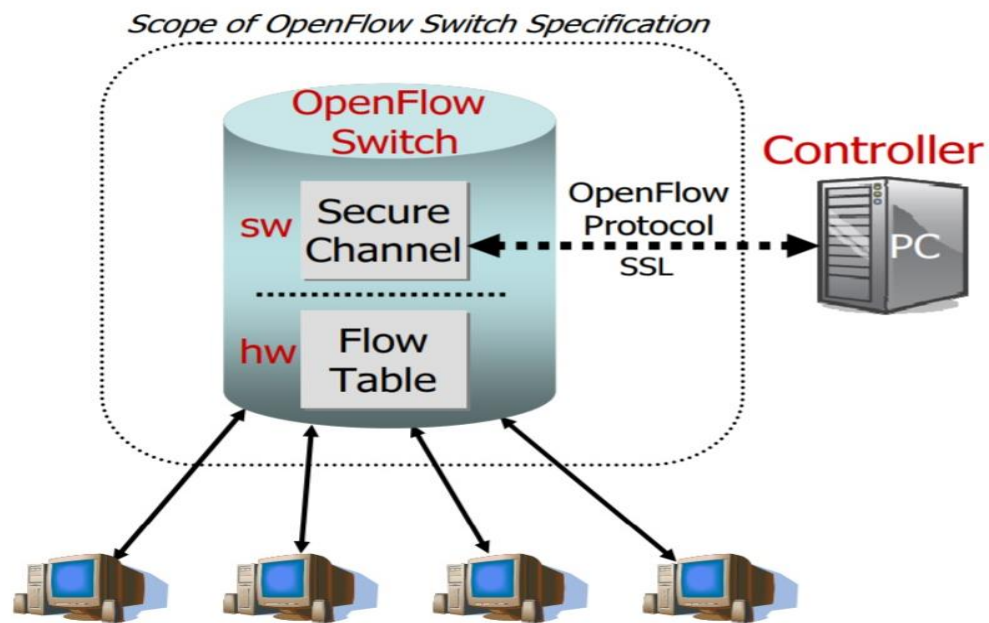 Scope of OpenFlow Switch Specification
OpenFlow
Switch
Controller
sw
Secure
Channel
OpenFlow
Protocol
SSL
PC
hw
Flow
Table